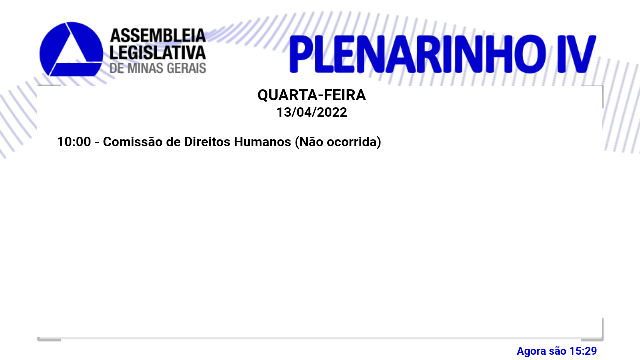 ASSEMBLEIA
LEGISLATIVA
DE MINAS GERAIS
PLENARINHO IV
QUARTA-FEIRA
13/04/2022
10:00 - Comissão de Direitos Humanos (Não ocorrida)
Agora são 15:29